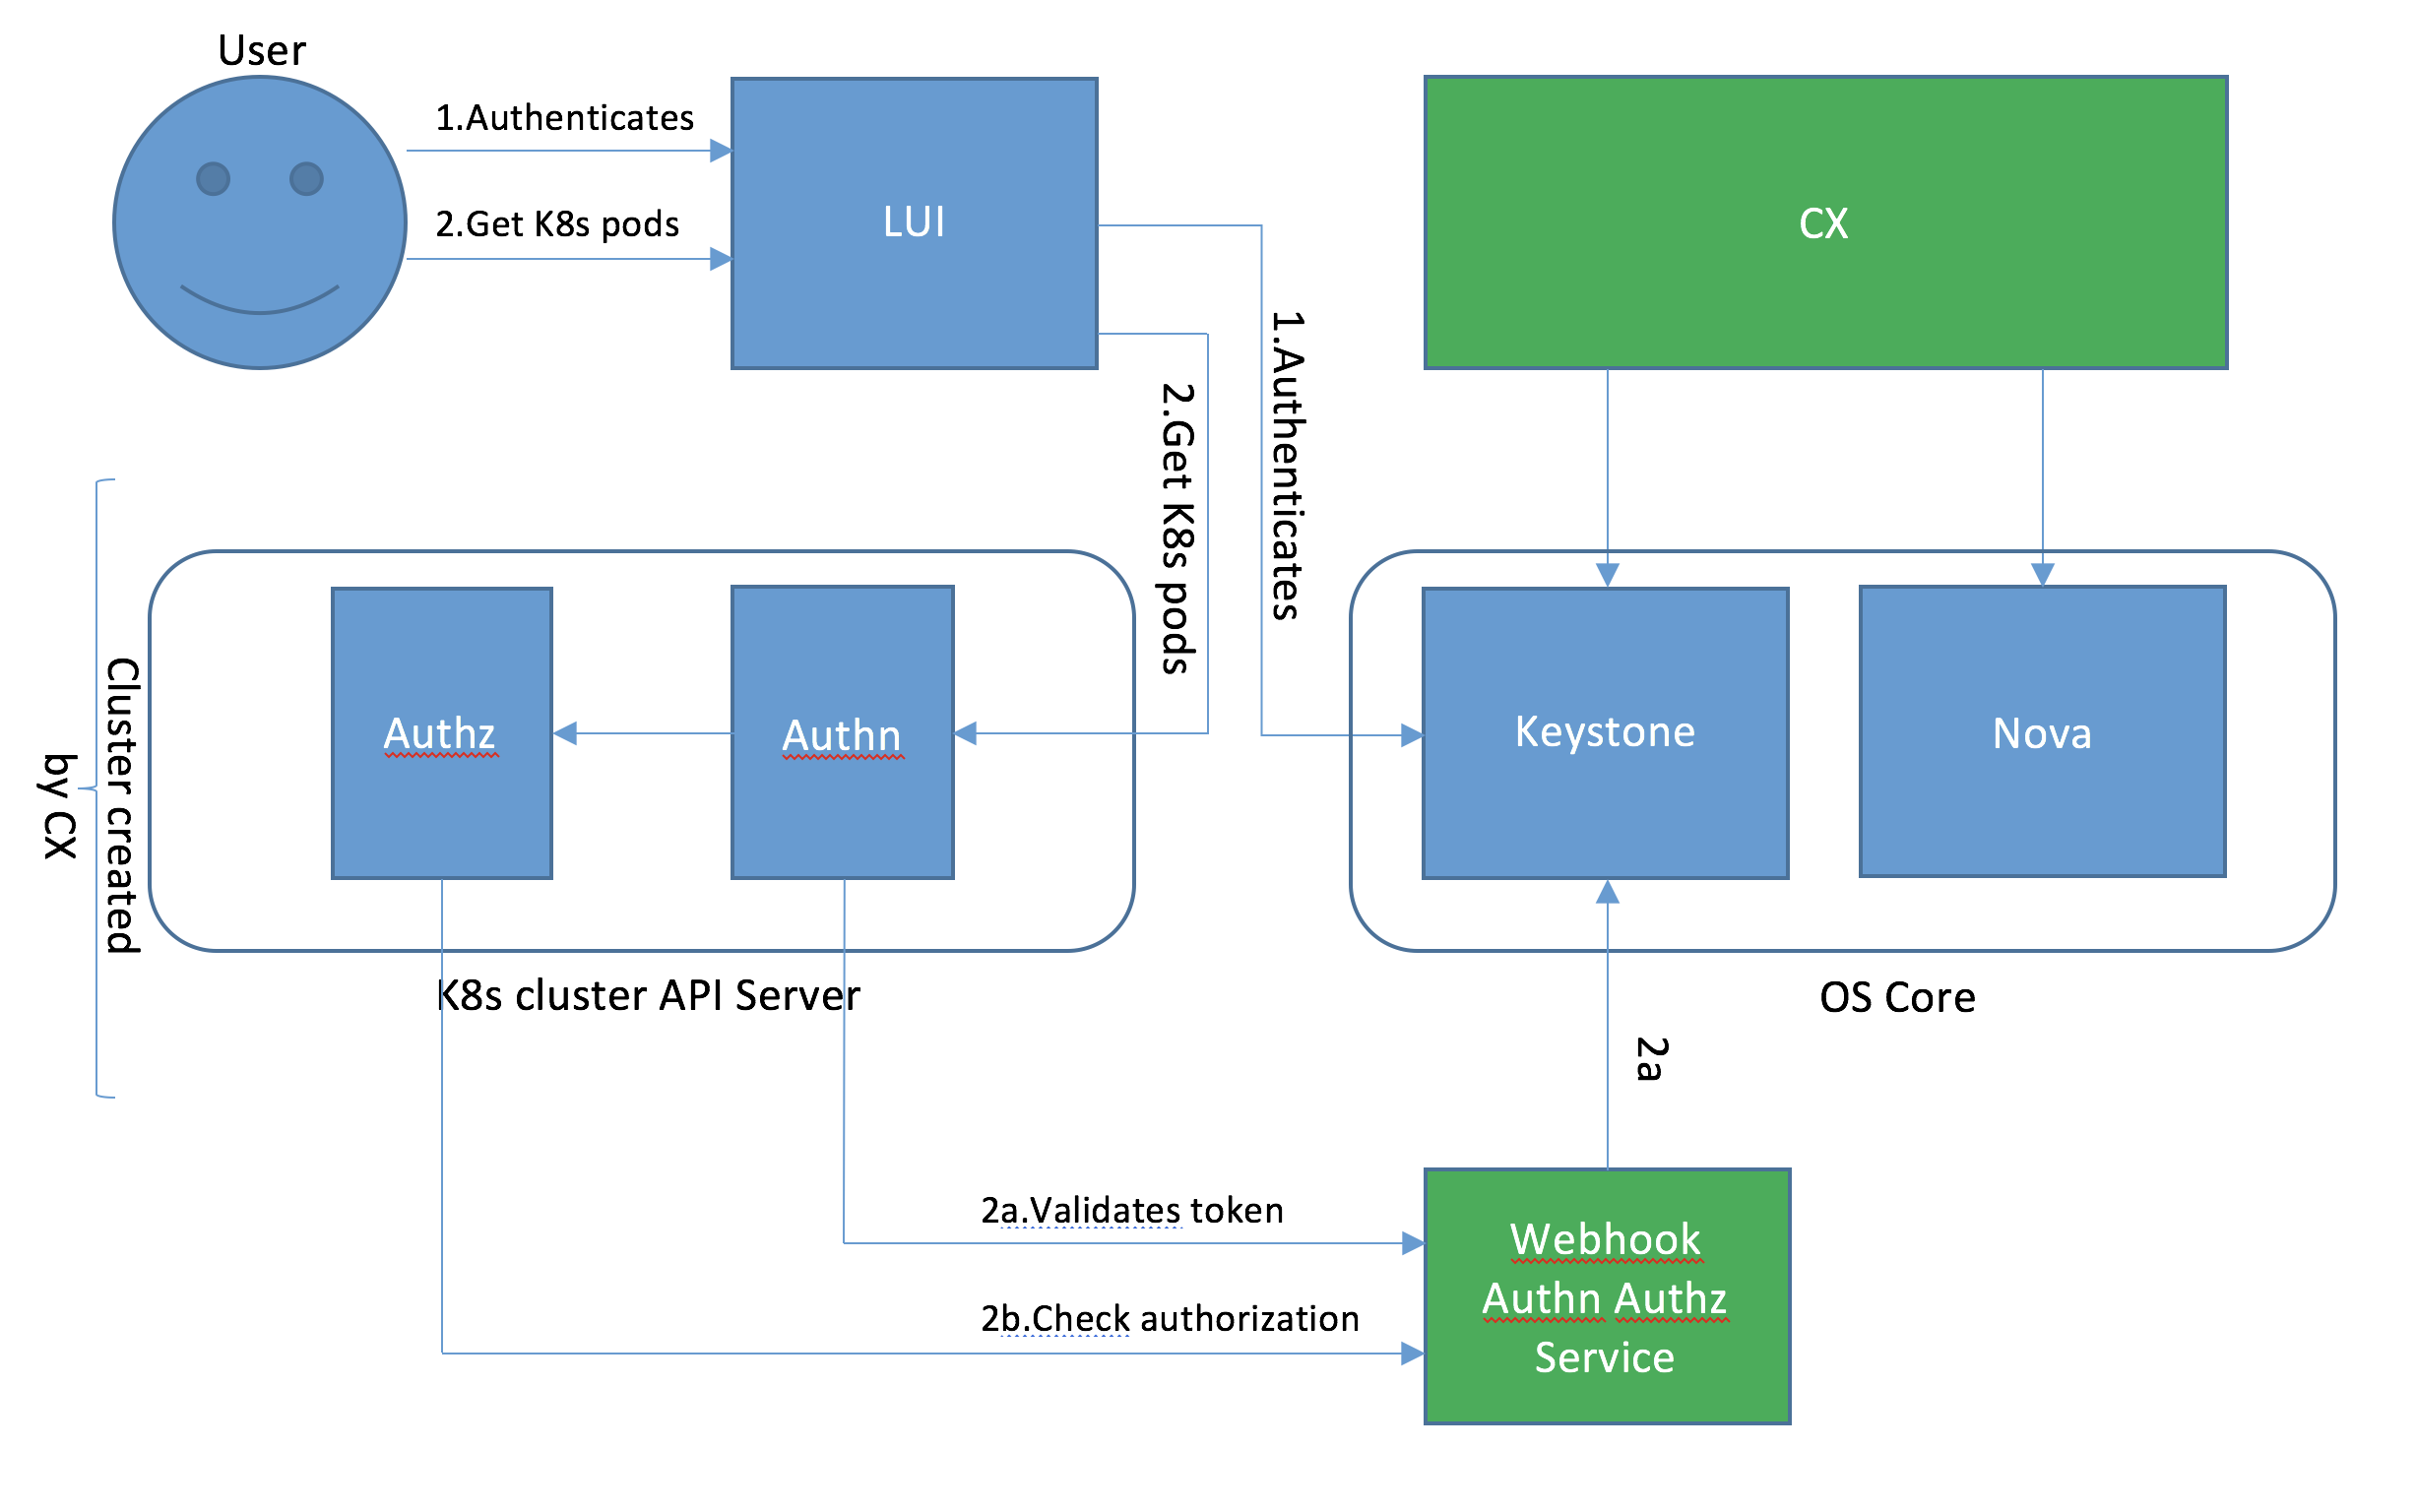 User
1.Authenticates
2.Get K8s pods
LUI
CX
1.Authenticates
2.Get K8s pods
Cluster created
by CX
Authz
Authn
Keystone
Nova
K8s cluster API Server
OS Core
2a
2a.Validates token
2b.Check authorization
Webhook
Authn Authz
Service